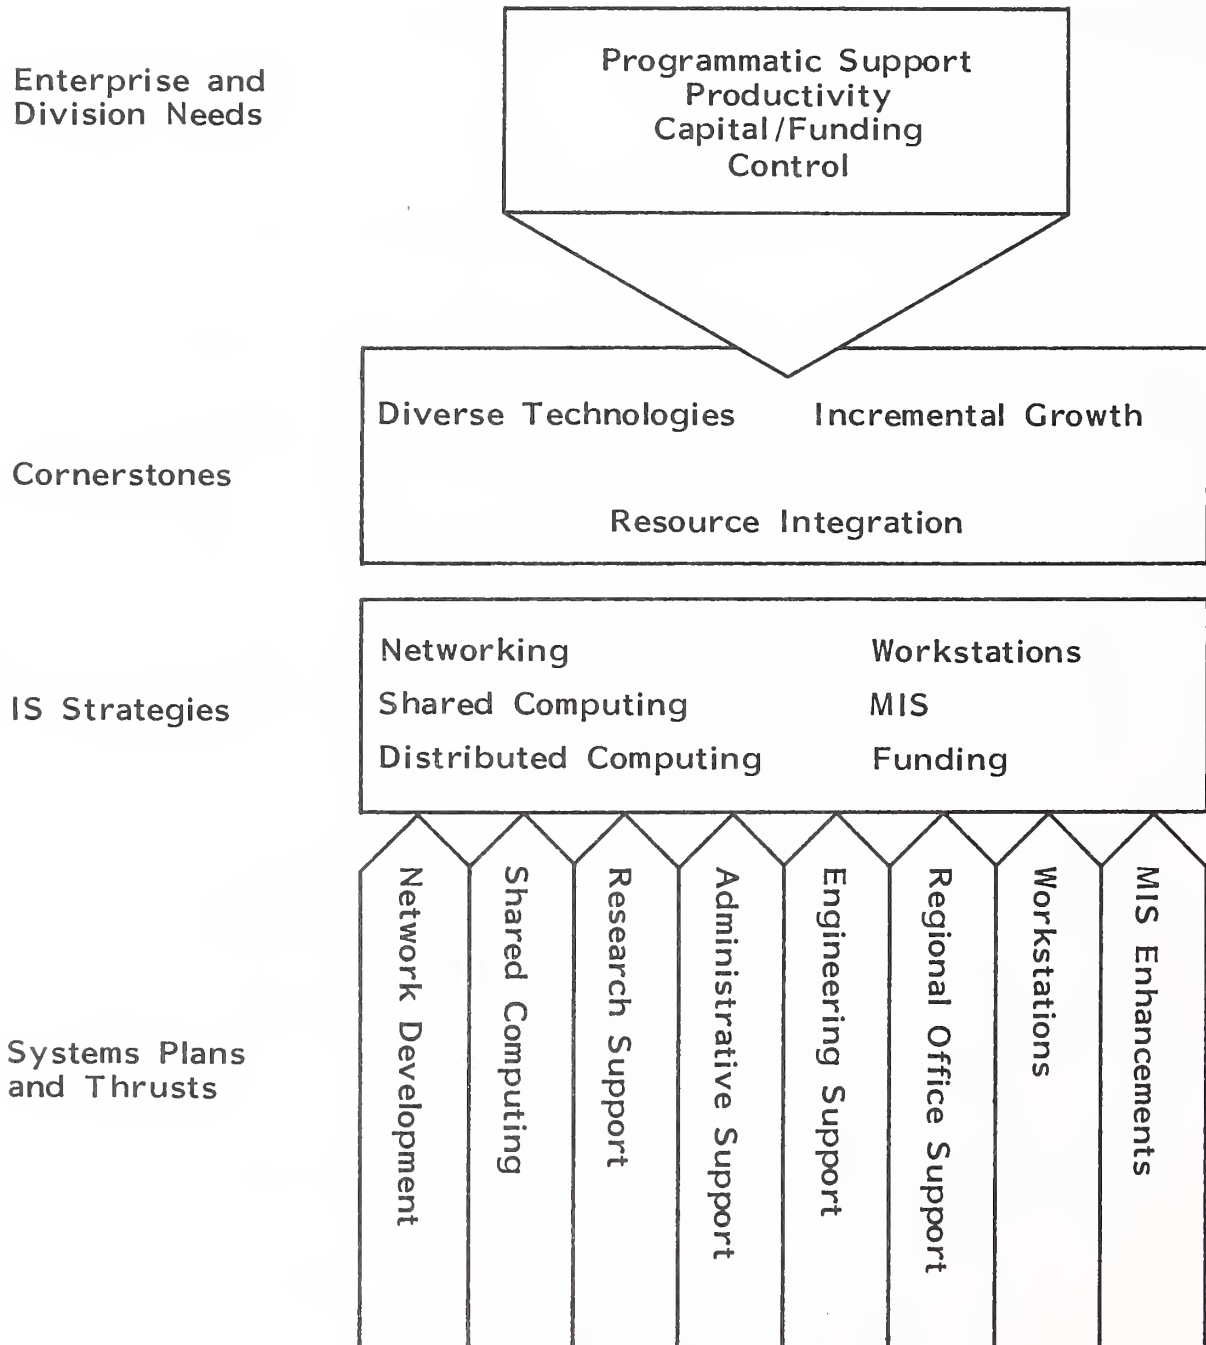 Enterprise and
Division Needs
Programmatic Support
Productivity
Capital/Funding
Control
Cornerstones
Diverse Technologies
Incremental Growth
Resource Integration
IS Strategies
Networking
Workstations
Shared Computing
MIS
Distributed Computing
Funding
Systems Plans
and Thrusts
Network Development
Shared Computing
Research Support
Administrative Support
Engineering Support
Regional Office Support
Workstations
MIS Enhancements